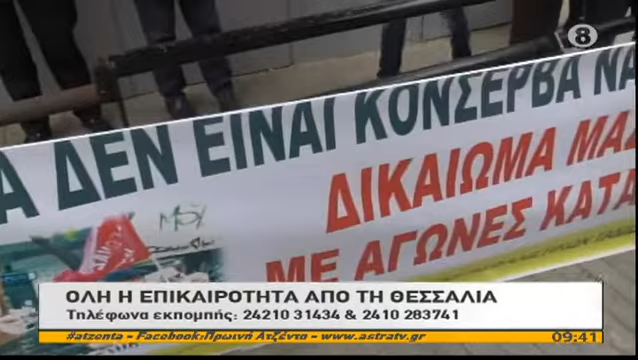 8
Α ΔΕΝ ΕΙΝΑΙ ΚΟΝΣΕΡΒΑ ΝΑ
ΔΙΚΑΙΩΜΑ ΜΑΣ
ΜΕ ΑΓΩΝΕΣ ΚΑΤΑ
ΟΛΗ Η ΕΠΙΚΑΙΡΟΤΗΤΑ ΑΠΟ ΤΗ ΘΕΣΣΑΛΙΑ
Τηλέφωνα εκπομπής: 24210 31434 & 2410 283741
#atzenta - Facebook:Πρωινή Ατζέντα - www.astratv.gr 09:41